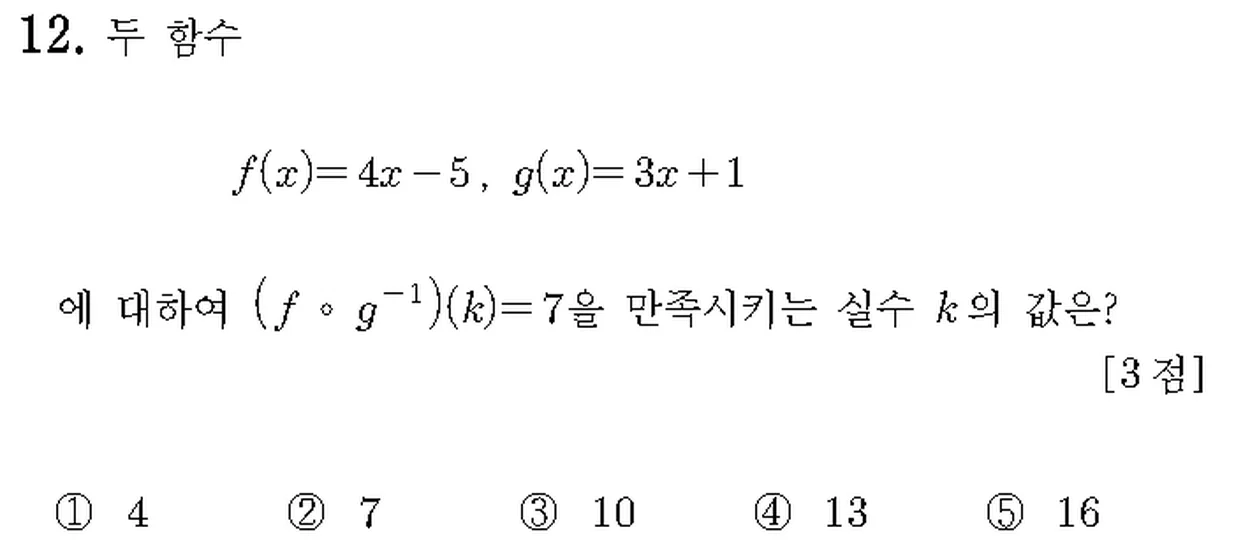 12. 두 함수
f(x)=4x−5, g(x)=3x+1
에 대하여 (f∘g⁻¹)(k)=7을 만족시키는 실수 k의 값은?
[3점]
① 4 ② 7 ③ 10 ④ 13 ⑤ 16